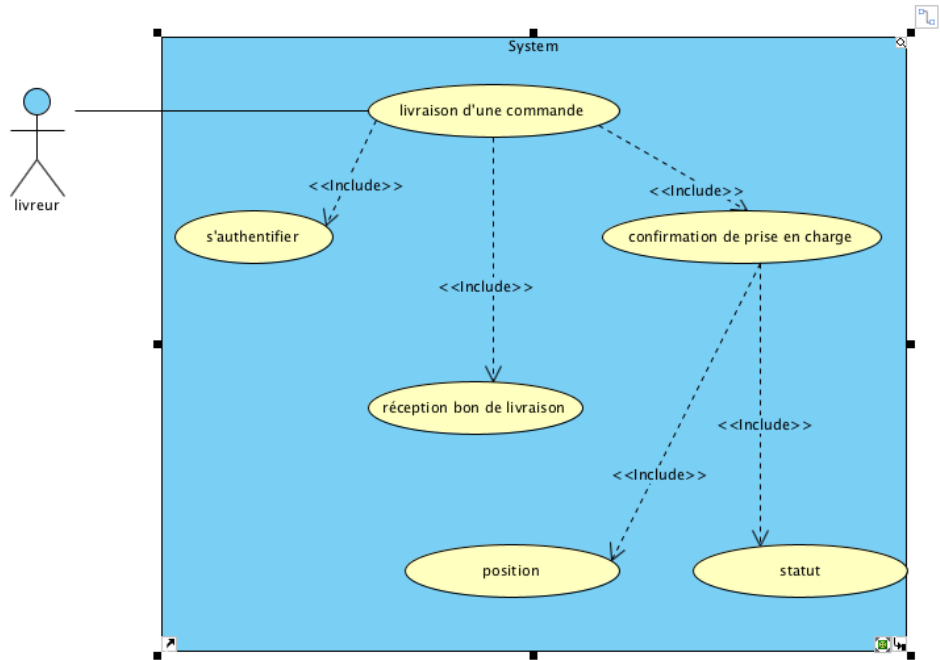 System
livraison d'une commande
livreur
<<Include>>
<<Include>>
s'authentifier
confirmation de prise en charge
<<Include>>
réception bon de livraison
<<Include>>
<<Include>>
position
statut